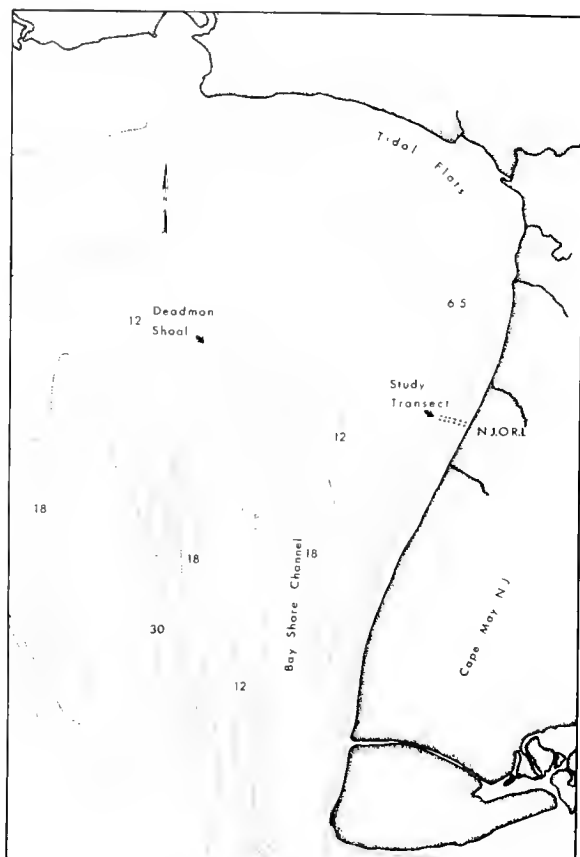 Tidal Flats
6 5
12
Deadman
Shoal
Study
Transect
N.J.O.R.L
12
18
18
18
Bay Shore Channel
Cape May N J
30
12